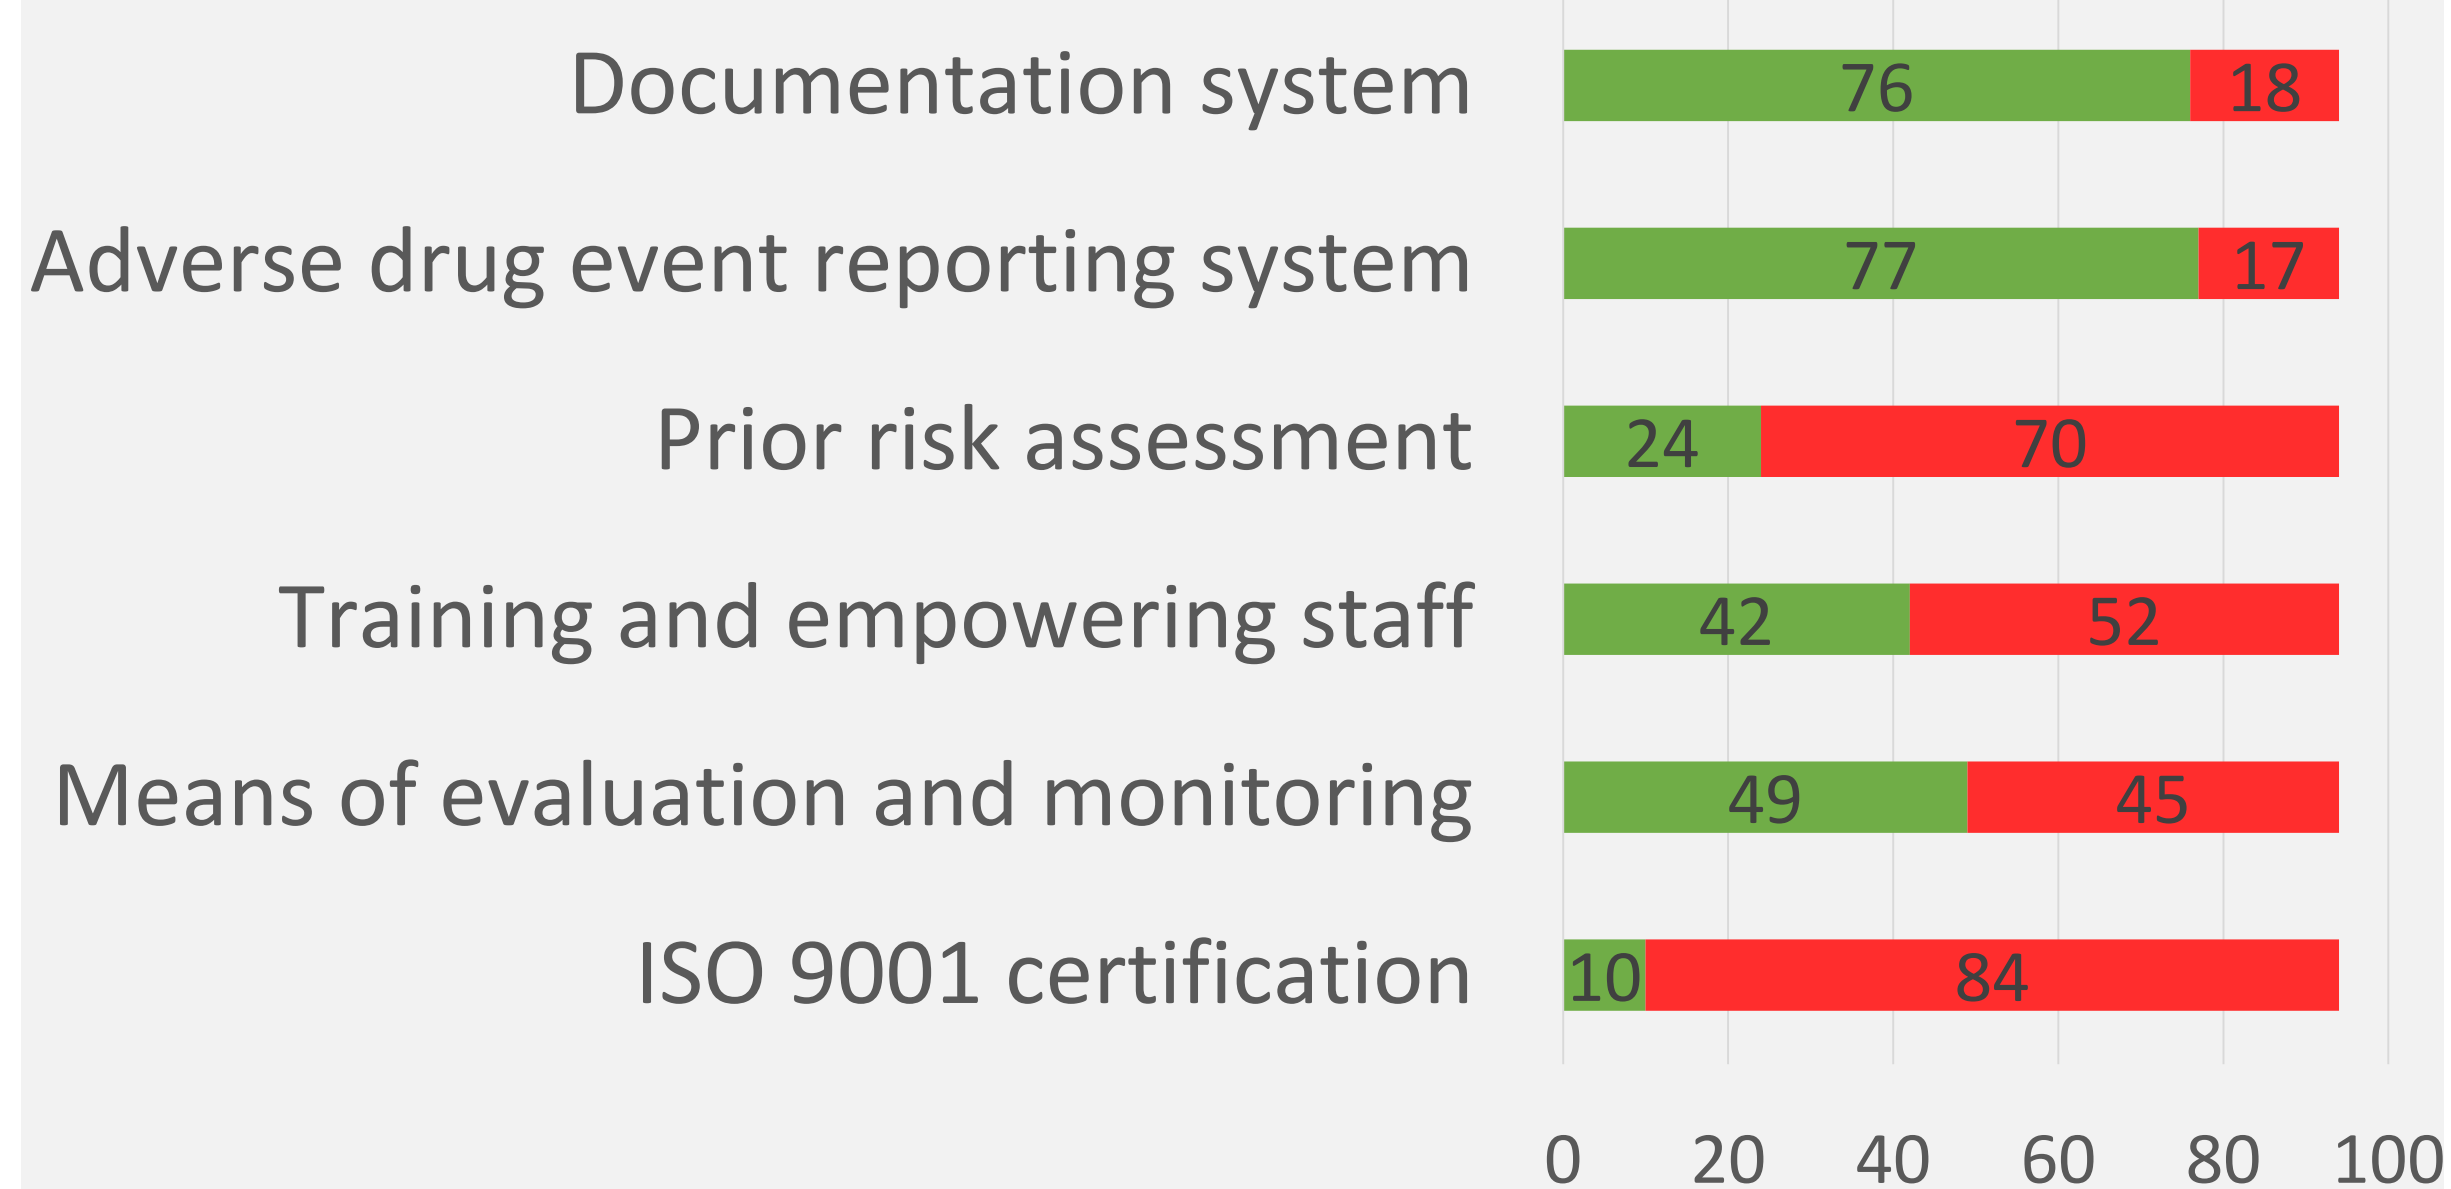 Documentation system 76 18
Adverse drug event reporting system 77 17
Prior risk assessment 24 70
Training and empowering staff 42 52
Means of evaluation and monitoring 49 45
ISO 9001 certification 10 84
0 20 40 60 80 100